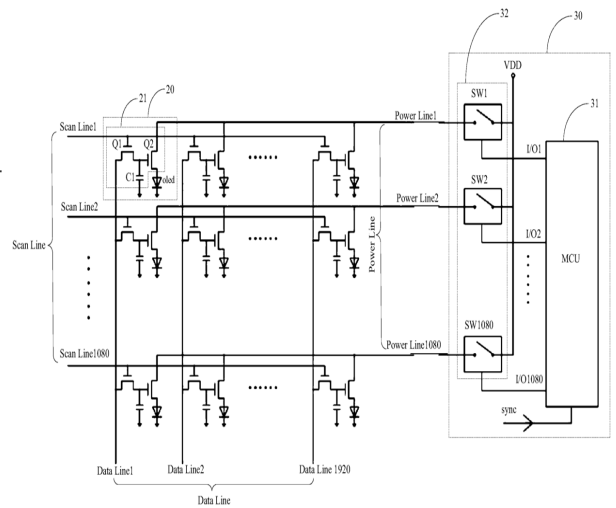 30
32
VDD
SW1
31
21
20
Scan Line1
Power Line1
Q1
Q2
I/O1
C1
oled
SW2
Scan Line2
Power Line2
I/O2
Scan Line
Power Line
MCU
SW1080
Scan Line1080
Power Line1080
I/O1080
sync
Data Line1
Data Line2
Data Line 1920
Data Line